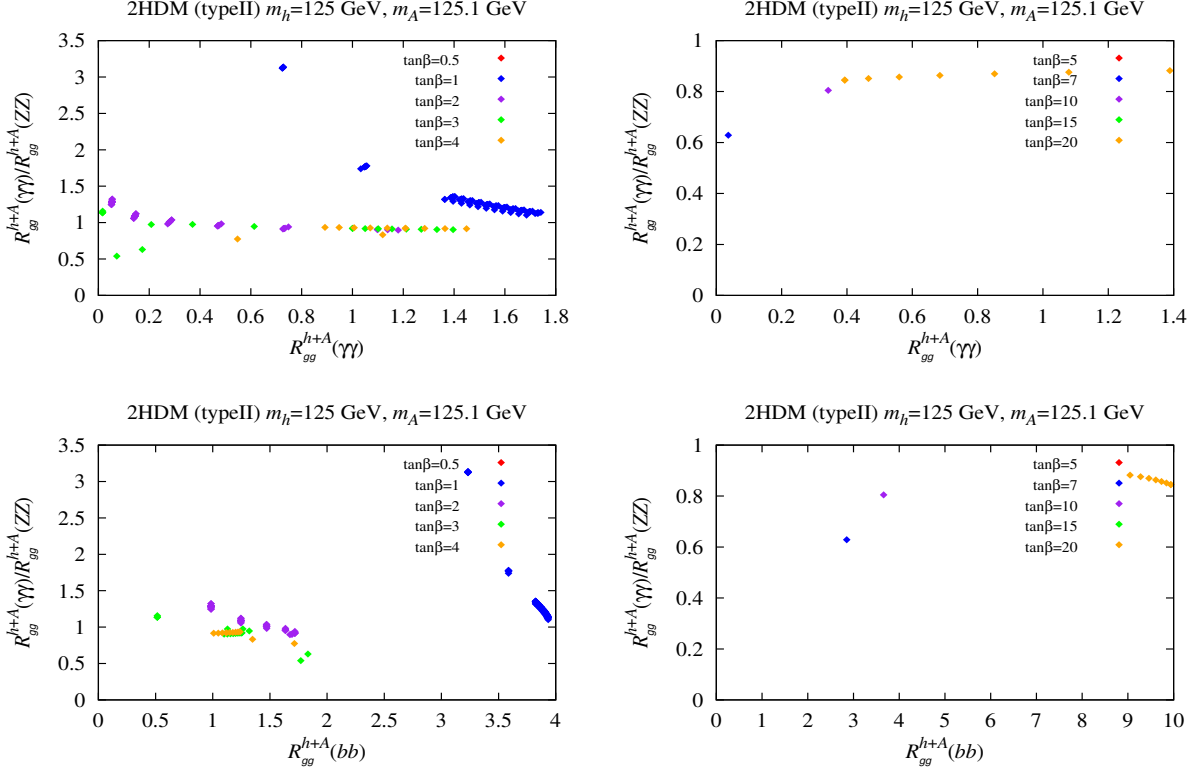 2HDM (typeII) m_h=125 GeV, m_A=125.1 GeV
R_gg^{h+A}(γγ)/R_gg^{h+A}(ZZ)
3.5
3
2.5
2
1.5
1
0.5
0
tanβ=0.5
tanβ=1
tanβ=2
tanβ=3
tanβ=4
0 0.2 0.4 0.6 0.8 1 1.2 1.4 1.6 1.8
R_gg^{h+A}(γγ)
2HDM (typeII) m_h=125 GeV, m_A=125.1 GeV
R_gg^{h+A}(γγ)/R_gg^{h+A}(ZZ)
1
0.8
0.6
0.4
0.2
0
tanβ=5
tanβ=7
tanβ=10
tanβ=15
tanβ=20
0 0.2 0.4 0.6 0.8 1 1.2 1.4
R_gg^{h+A}(γγ)
2HDM (typeII) m_h=125 GeV, m_A=125.1 GeV
R_gg^{h+A}(γγ)/R_gg^{h+A}(ZZ)
3.5
3
2.5
2
1.5
1
0.5
0
tanβ=0.5
tanβ=1
tanβ=2
tanβ=3
tanβ=4
0 0.5 1 1.5 2 2.5 3 3.5 4
R_gg^{h+A}(bb)
2HDM (typeII) m_h=125 GeV, m_A=125.1 GeV
R_gg^{h+A}(γγ)/R_gg^{h+A}(ZZ)
1
0.8
0.6
0.4
0.2
0
tanβ=5
tanβ=7
tanβ=10
tanβ=15
tanβ=20
0 1 2 3 4 5 6 7 8 9 10
R_gg^{h+A}(bb)